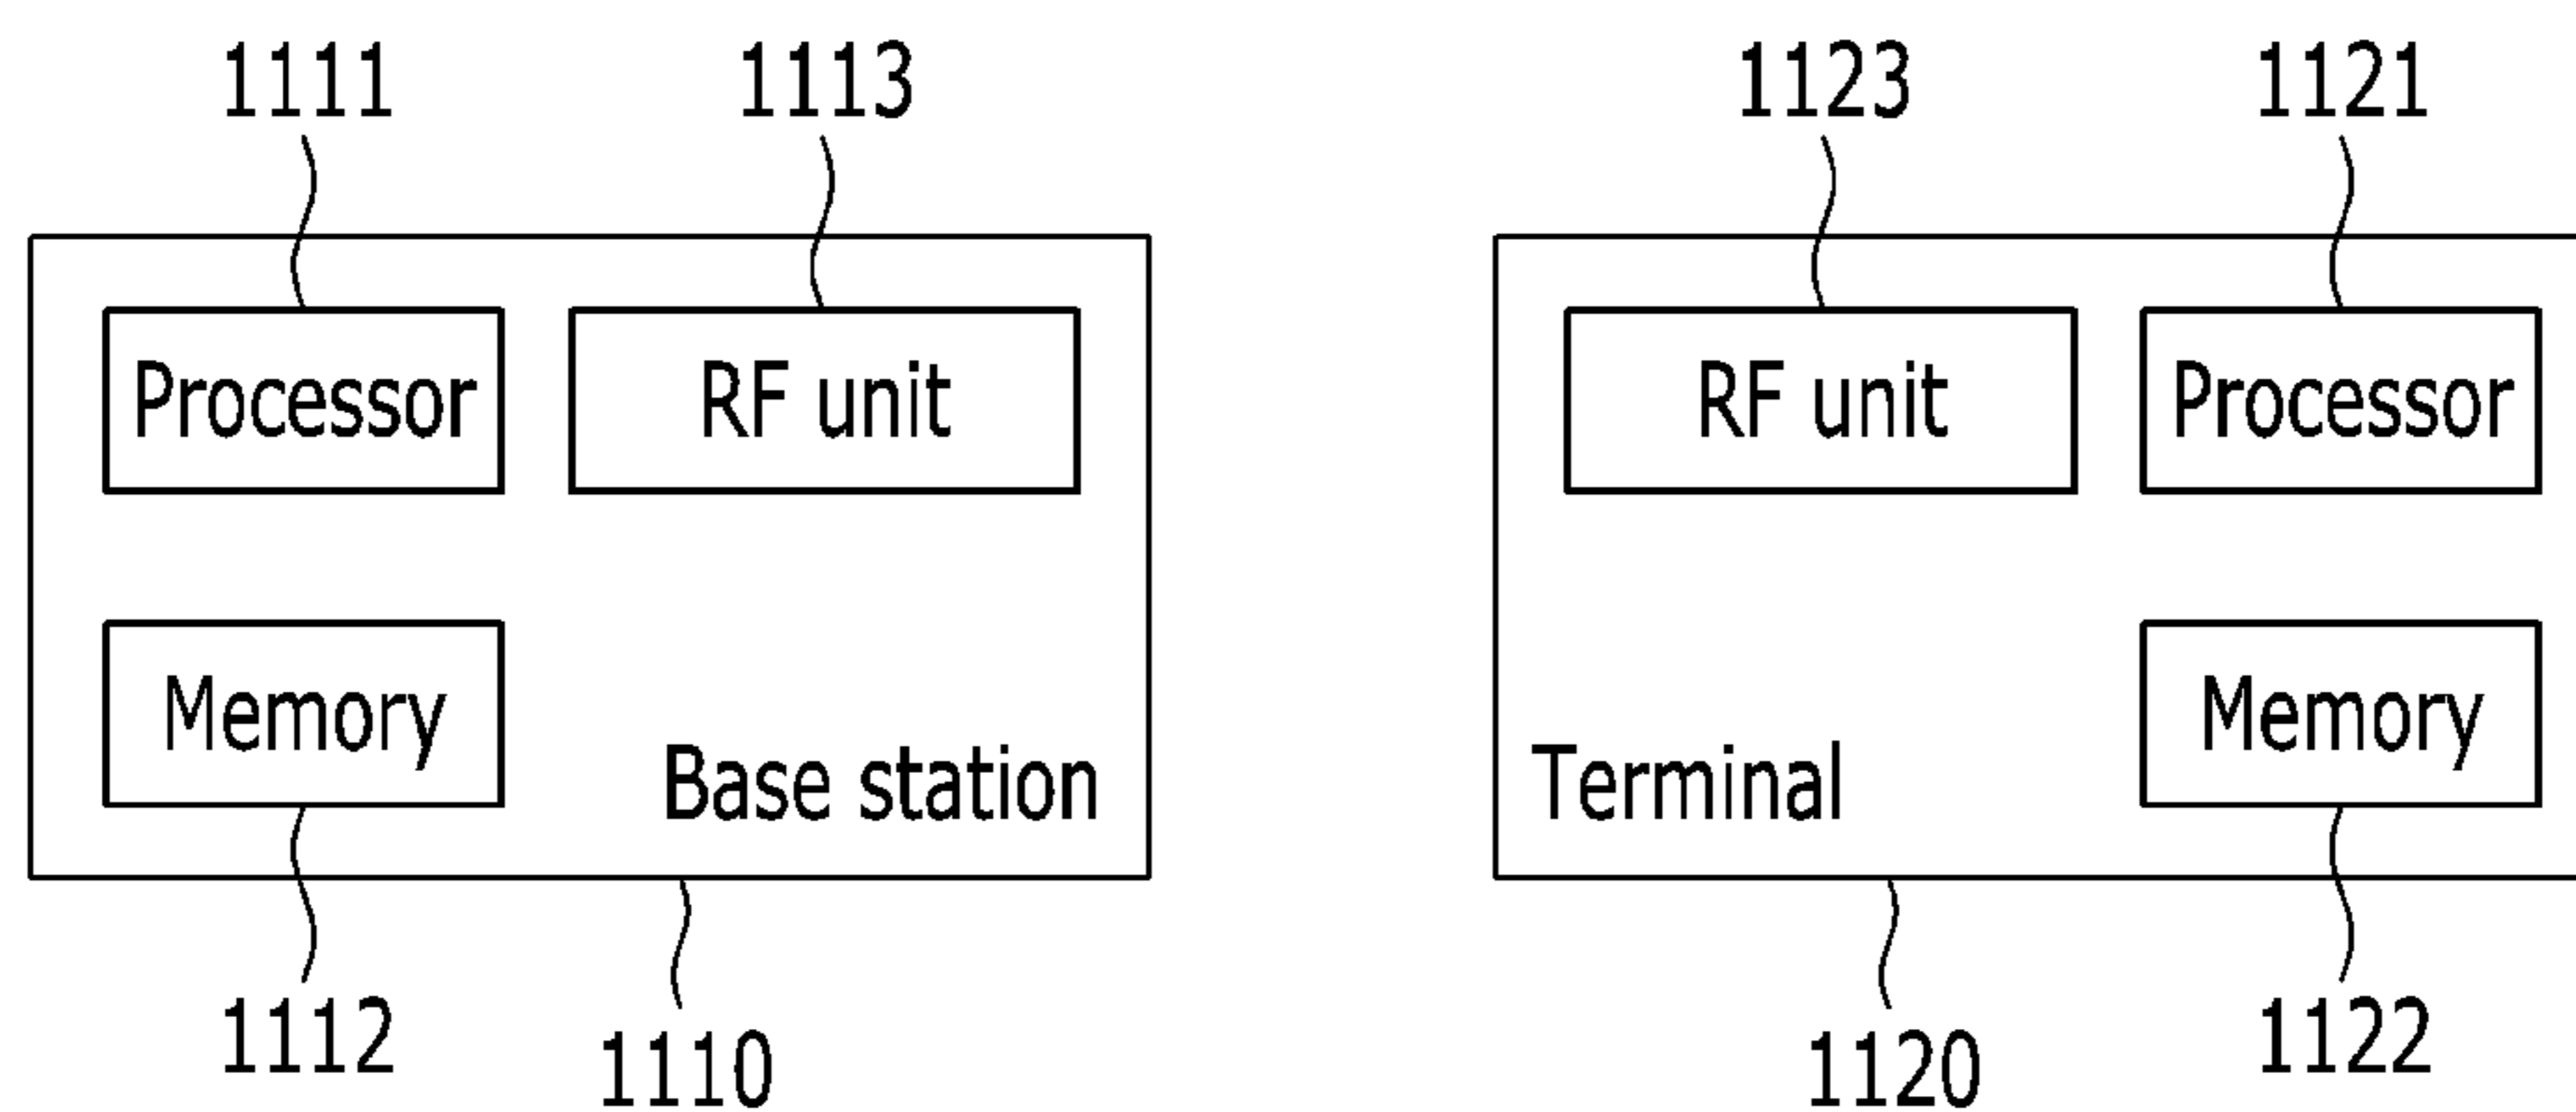 1111 1113 1123 1121
Processor RF unit RF unit Processor
Memory Base station Terminal Memory
1112 1110 1120 1122